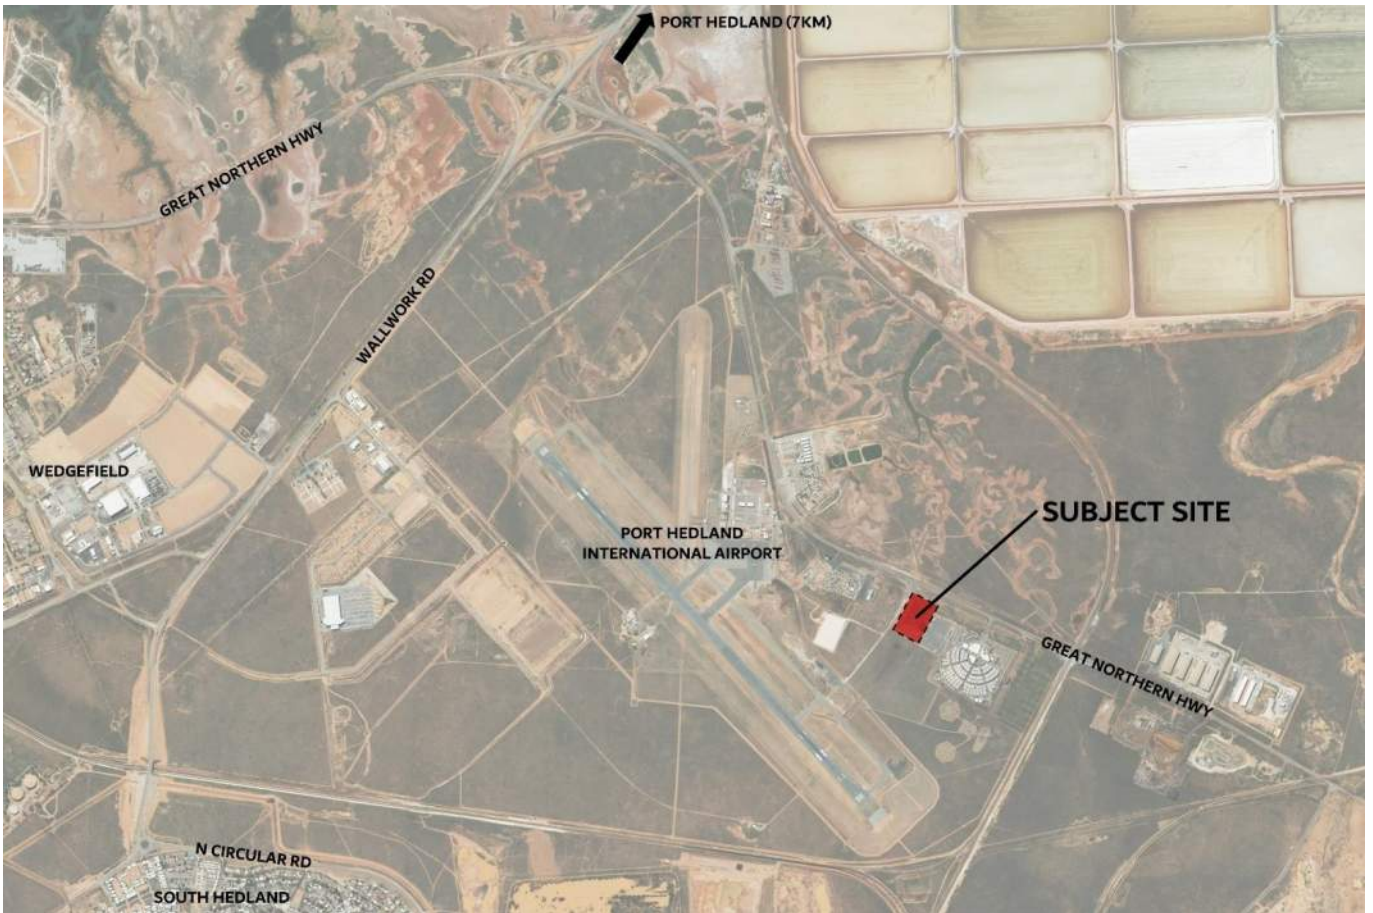 PORT HEDLAND (7KM)
GREAT NORTHERN HWY
WALLWORK RD
WEDGEFIELD
SUBJECT SITE
PORT HEDLAND
INTERNATIONAL AIRPORT
GREAT NORTHERN HWY
N CIRCULAR RD
SOUTH HEDLAND